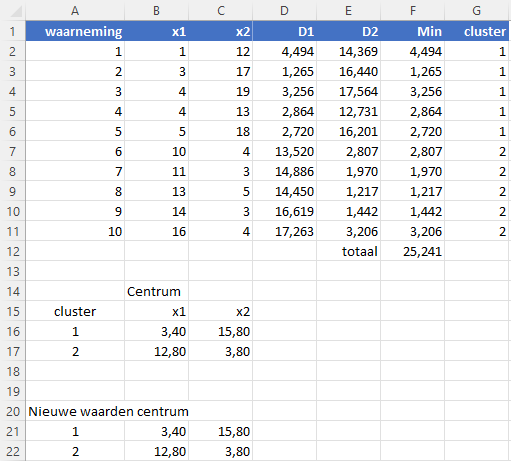 A B C D E F G
1 waarneming x1 x2 D1 D2 Min cluster
2 1 1 12 4,494 14,369 4,494 1
3 2 3 17 1,265 16,440 1,265 1
4 3 4 19 3,256 17,564 3,256 1
5 4 4 13 2,864 12,731 2,864 1
6 5 5 18 2,720 16,201 2,720 1
7 6 10 4 13,520 2,807 2,807 2
8 7 11 3 14,886 1,970 1,970 2
9 8 13 5 14,450 1,217 1,217 2
10 9 14 3 16,619 1,442 1,442 2
11 10 16 4 17,263 3,206 3,206 2
12 totaal 25,241
13
14 Centrum
15 cluster x1 x2
16 1 3,40 15,80
17 2 12,80 3,80
18
19
20 Nieuwe waarden centrum
21 1 3,40 15,80
22 2 12,80 3,80